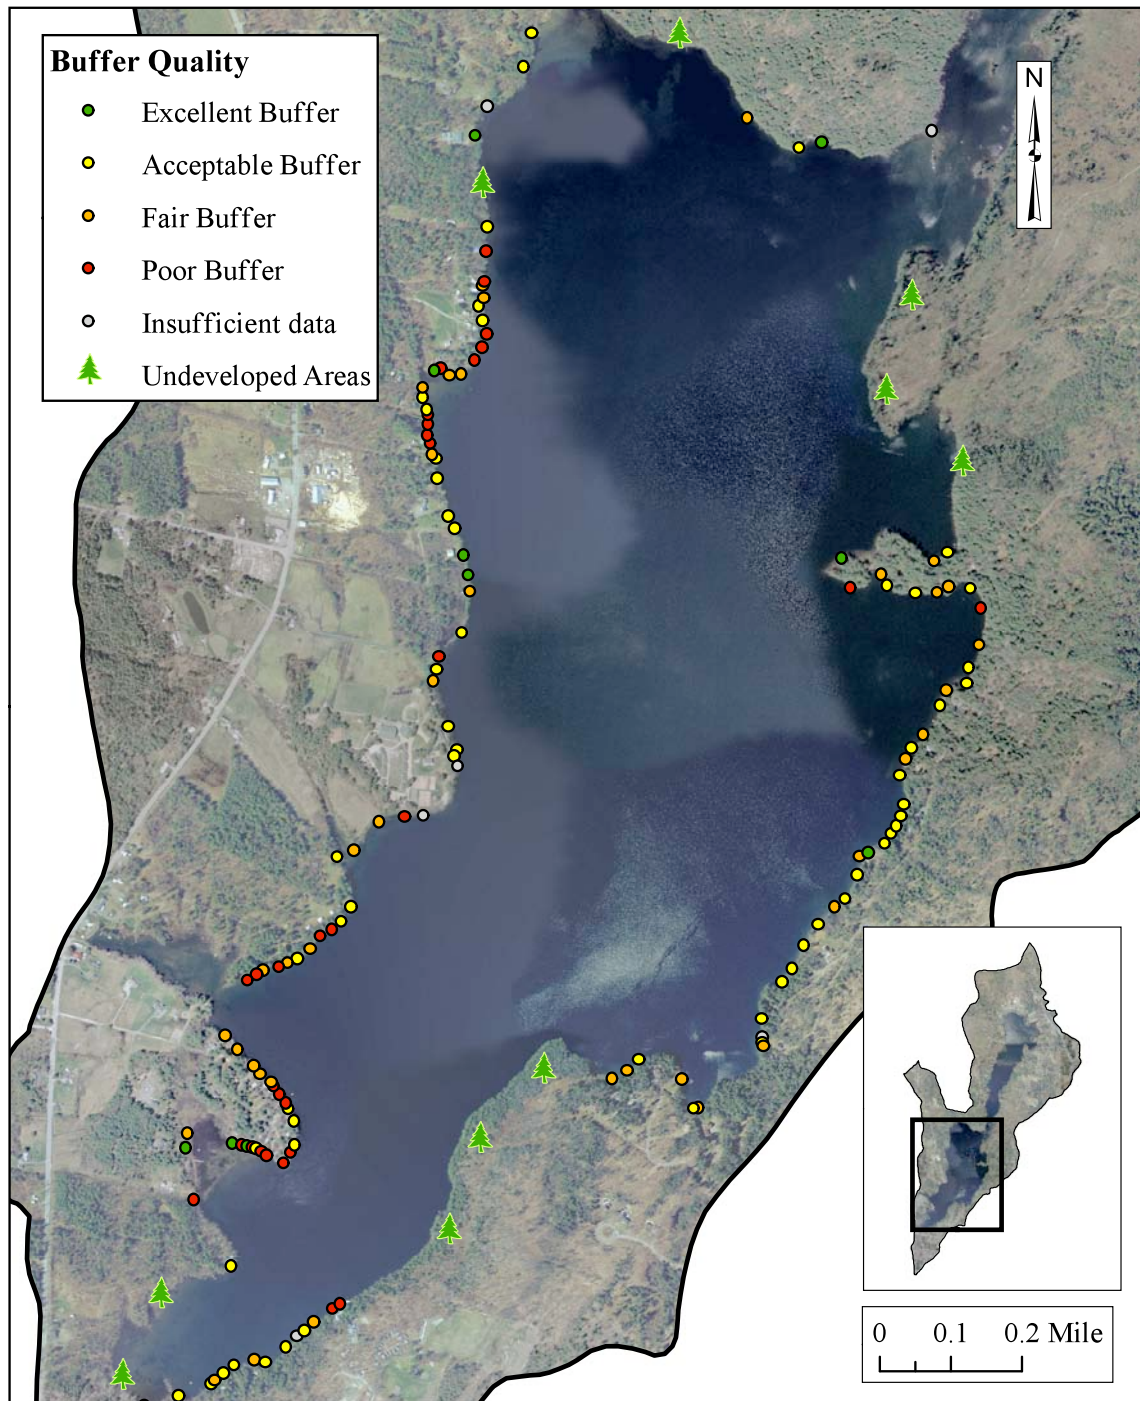 Buffer Quality
Excellent Buffer
Acceptable Buffer
Fair Buffer
Poor Buffer
Insufficient data
Undeveloped Areas
N
0 0.1 0.2 Mile